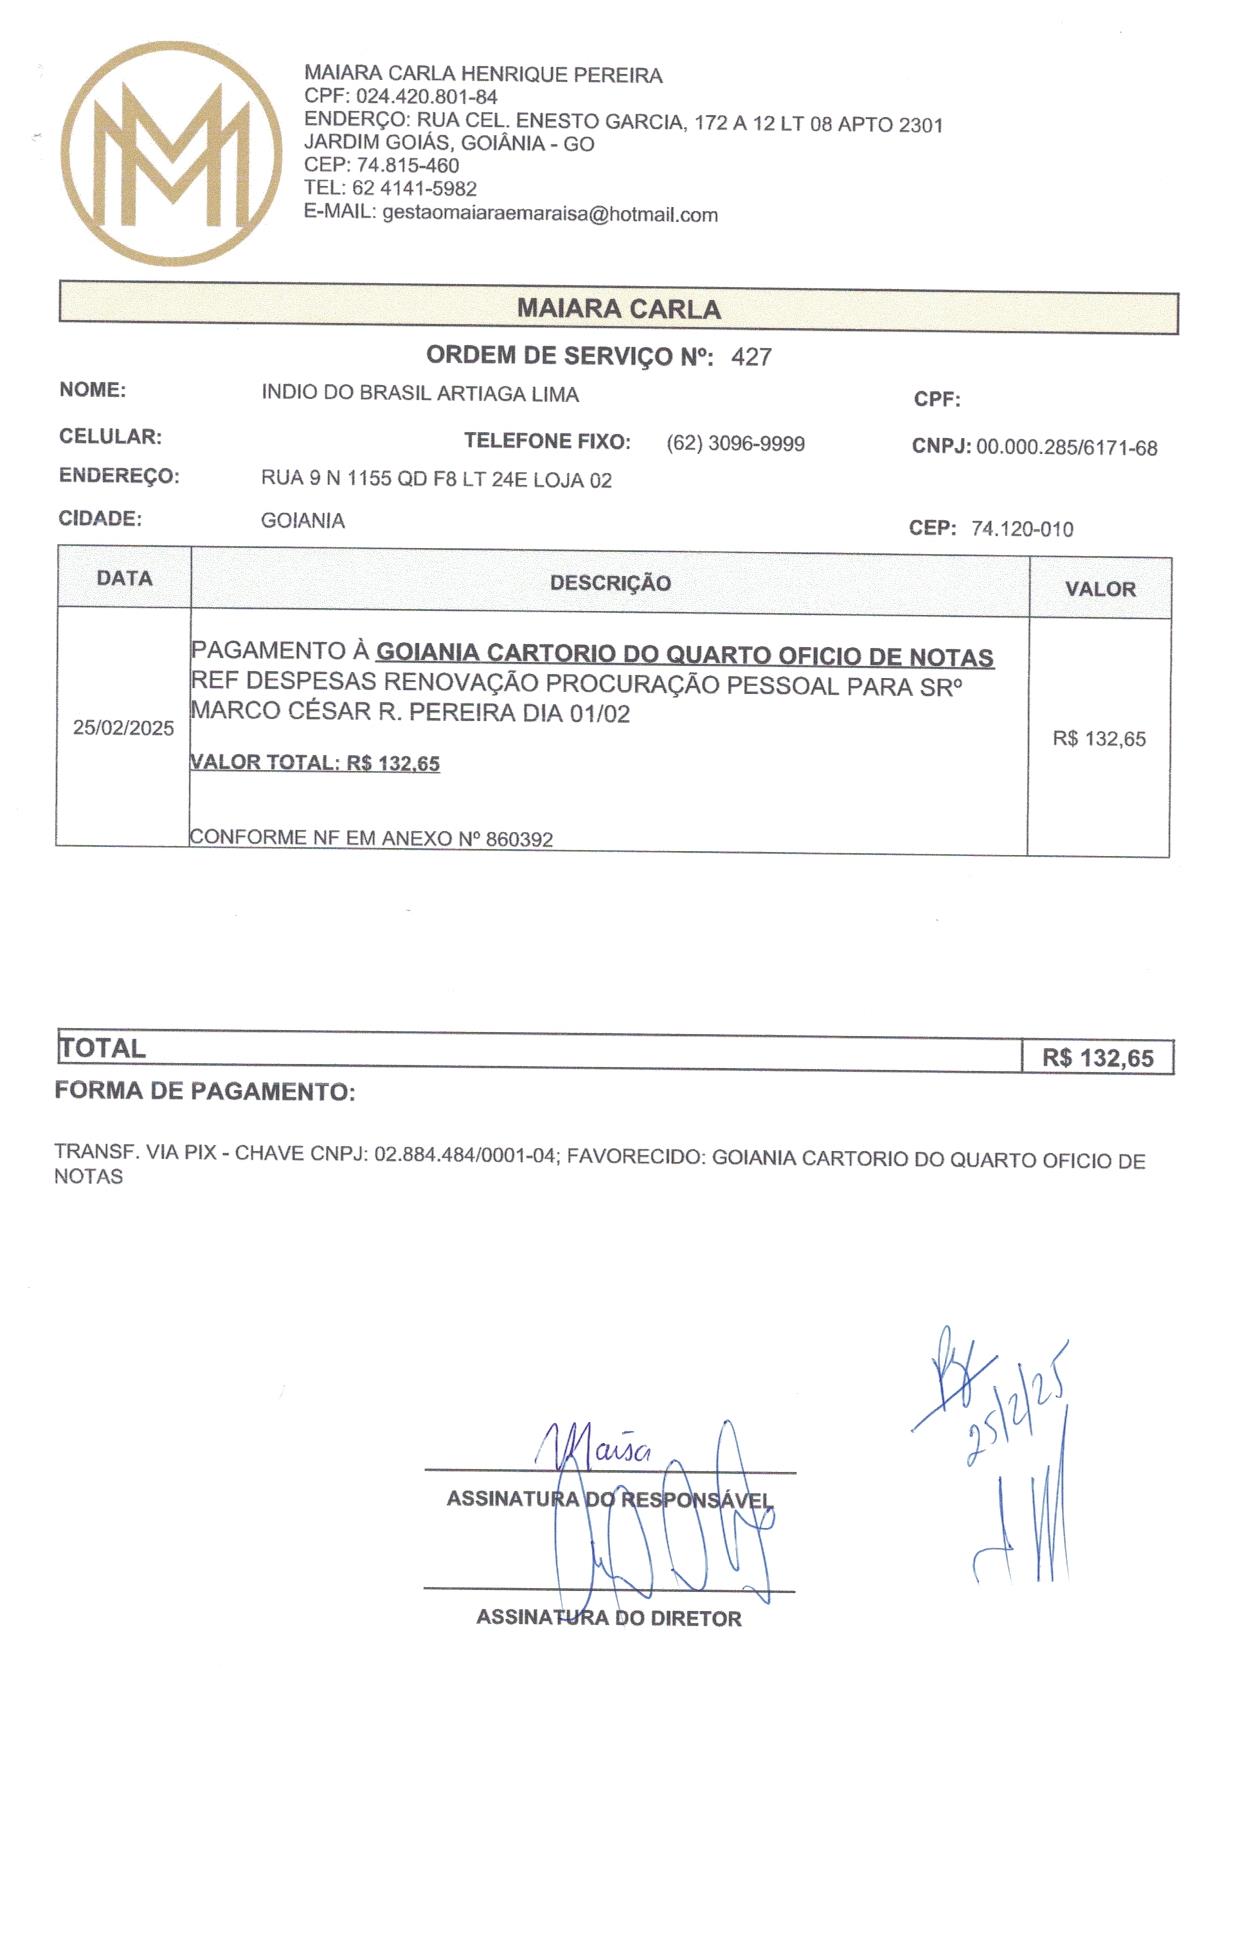 MAIARA CARLA HENRIQUE PEREIRA
CPF: 024.420.801-84
ENDERÇO: RUA CEL. ENESTO GARCIA, 172 A 12 LT 08 APTO 2301
JARDIM GOIÁS, GOIÂNIA - GO
CEP: 74.815-460
TEL: 62 4141-5982
E-MAIL: gestaomaiaraemaraisa@hotmail.com
MAIARA CARLA
ORDEM DE SERVIÇO Nº: 427
NOME: INDIO DO BRASIL ARTIAGA LIMA CPF:
CELULAR: TELEFONE FIXO: (62) 3096-9999 CNPJ: 00.000.285/6171-68
ENDEREÇO: RUA 9 N 1155 QD F8 LT 24E LOJA 02
CIDADE: GOIANIA CEP: 74.120-010
DATA DESCRIÇÃO VALOR
PAGAMENTO À GOIANIA CARTORIO DO QUARTO OFICIO DE NOTAS
REF DESPESAS RENOVAÇÃO PROCURAÇÃO PESSOAL PARA SRº
MARCO CÉSAR R. PEREIRA DIA 01/02
25/02/2025 R$ 132,65
VALOR TOTAL: R$ 132,65
CONFORME NF EM ANEXO Nº 860392
TOTAL R$ 132,65
FORMA DE PAGAMENTO:
TRANSF. VIA PIX - CHAVE CNPJ: 02.884.484/0001-04; FAVORECIDO: GOIANIA CARTORIO DO QUARTO OFICIO DE
NOTAS
25/2/25
Maisa
ASSINATURA DO RESPONSÁVEL
ASSINATURA DO DIRETOR